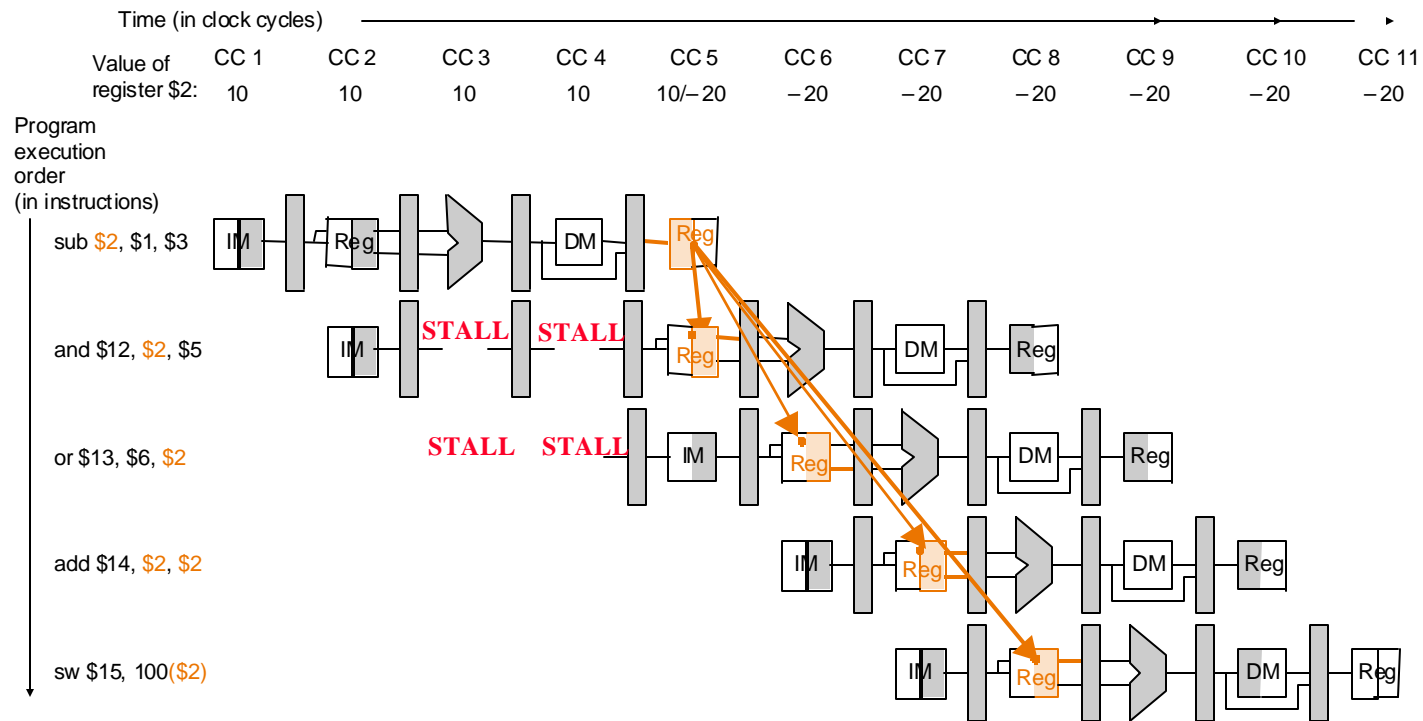 Time (in clock cycles)
CC 1 CC 2 CC 3 CC 4 CC 5 CC 6 CC 7 CC 8 CC 9 CC 10 CC 11
Value of
register $2:
10 10 10 10 10/–20 –20 –20 –20 –20 –20 –20
Program
execution
order
(in instructions)
sub $2, $1, $3
IM Reg DM Reg
and $12, $2, $5
IM STALL STALL Reg DM Reg
or $13, $6, $2
STALL STALL IM Reg DM Reg
add $14, $2, $2
IM Reg DM Reg
sw $15, 100($2)
IM Reg DM Reg